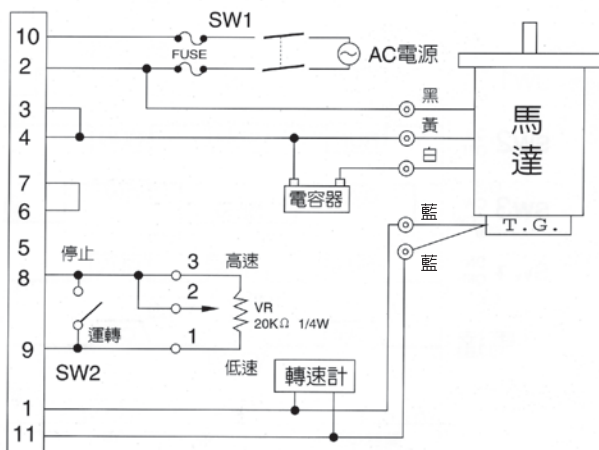 SW1
10
FUSE
AC電源
2
黑
3
黃
4
白
馬達
7
電容器
6
藍
T.G.
5
停止
藍
8
3
高速
2
VR
20KΩ 1/4W
運轉
1
9
低速
SW2
轉速計
1
11